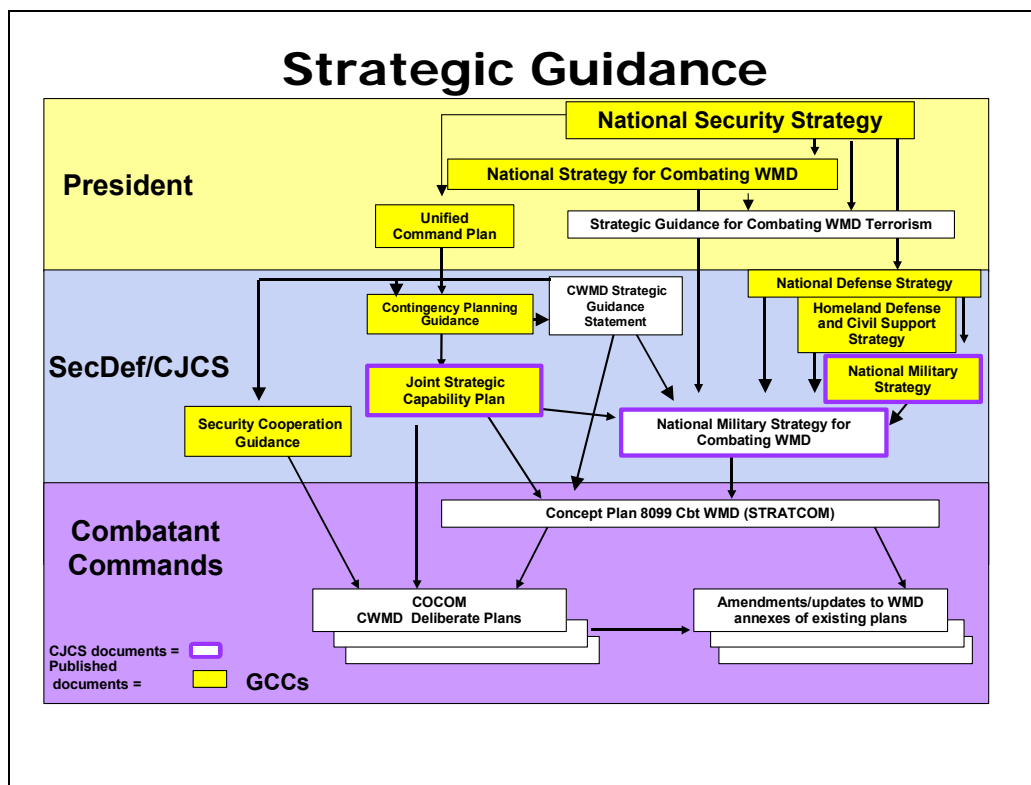 Strategic Guidance
President
National Security Strategy
National Strategy for Combating WMD
Unified
Command Plan
Strategic Guidance for Combating WMD Terrorism
SecDef/CJCS
National Defense Strategy
CWMD Strategic
Guidance
Statement
Contingency Planning
Guidance
Homeland Defense
and Civil Support
Strategy
National Military
Strategy
Joint Strategic
Capability Plan
Security Cooperation
Guidance
National Military Strategy for
Combating WMD
Combatant
Commands
Concept Plan 8099 Cbt WMD (STRATCOM)
COCOM
CWMD Deliberate Plans
Amendments/updates to WMD
annexes of existing plans
CJCS documents =
Published
documents =
GCCs